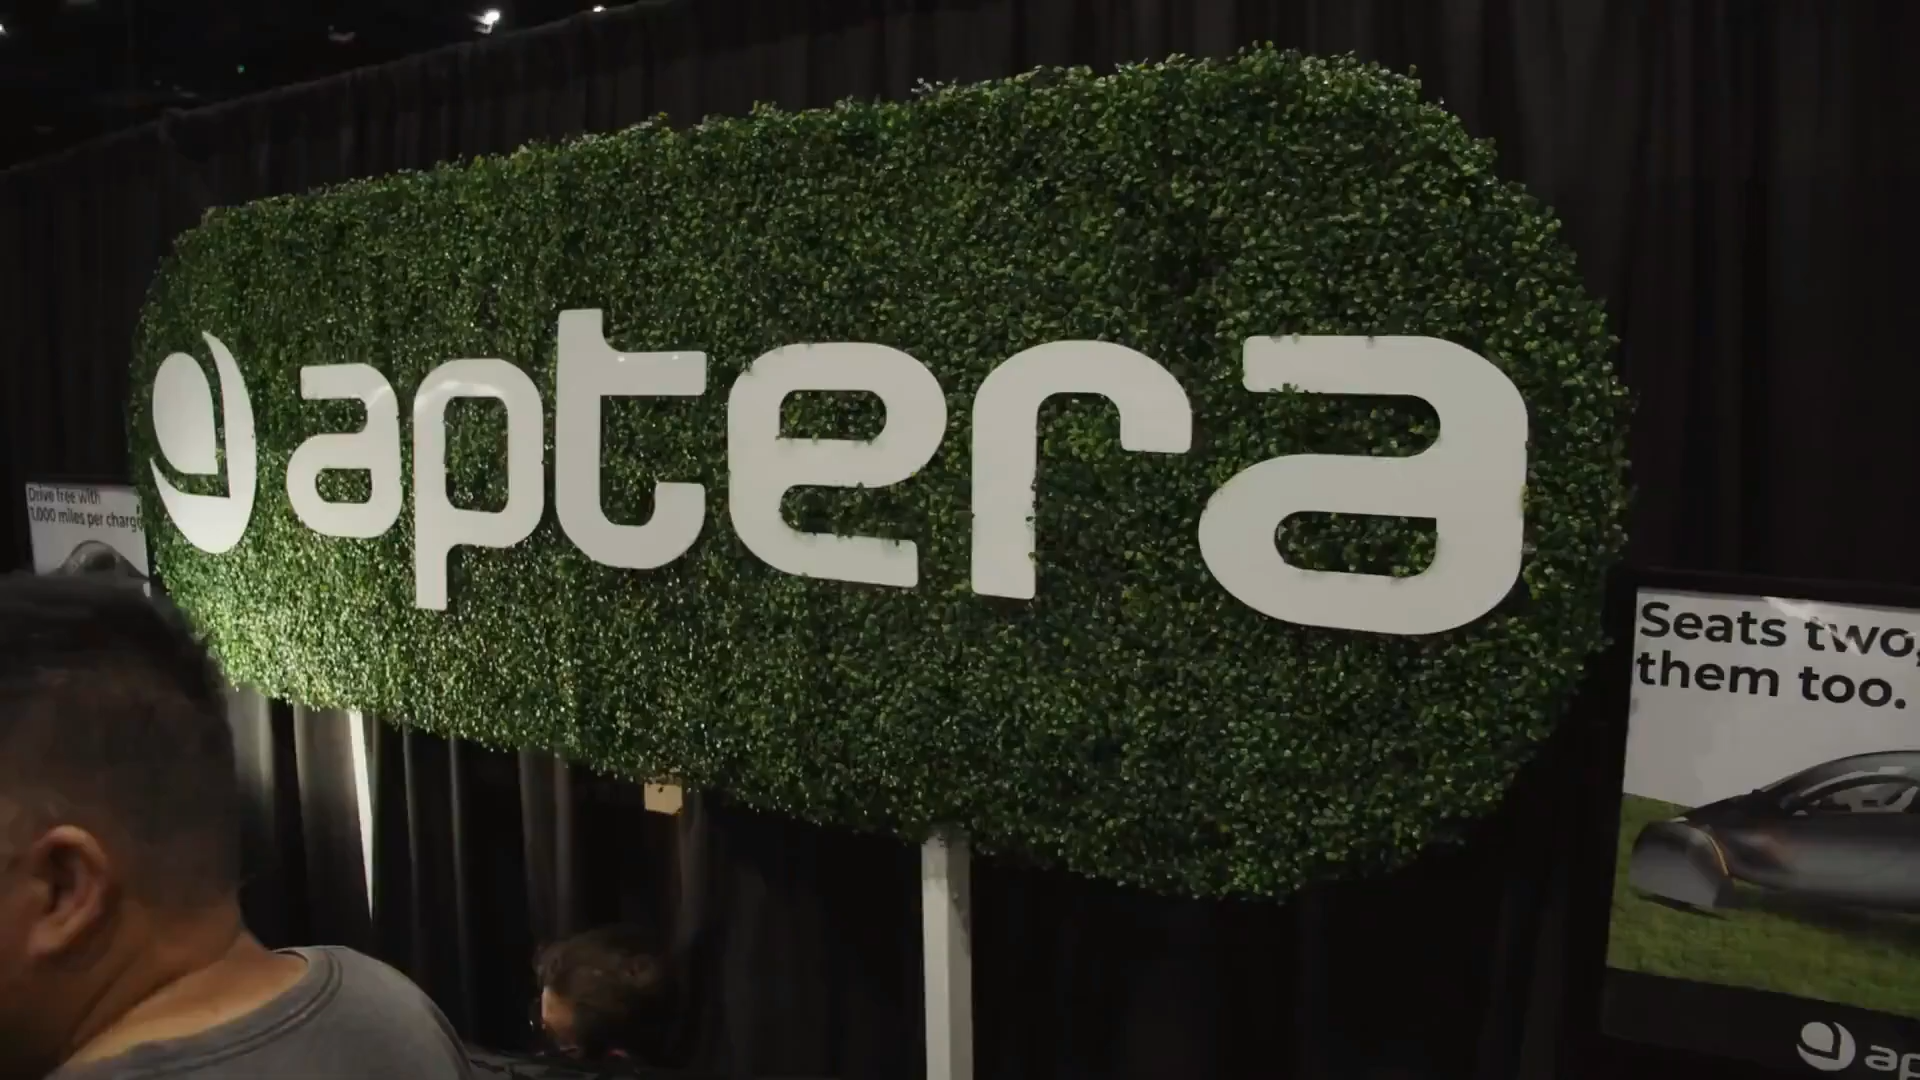 aptera
Drive free with
1,000 miles per charge
Seats two,
them too.
ap